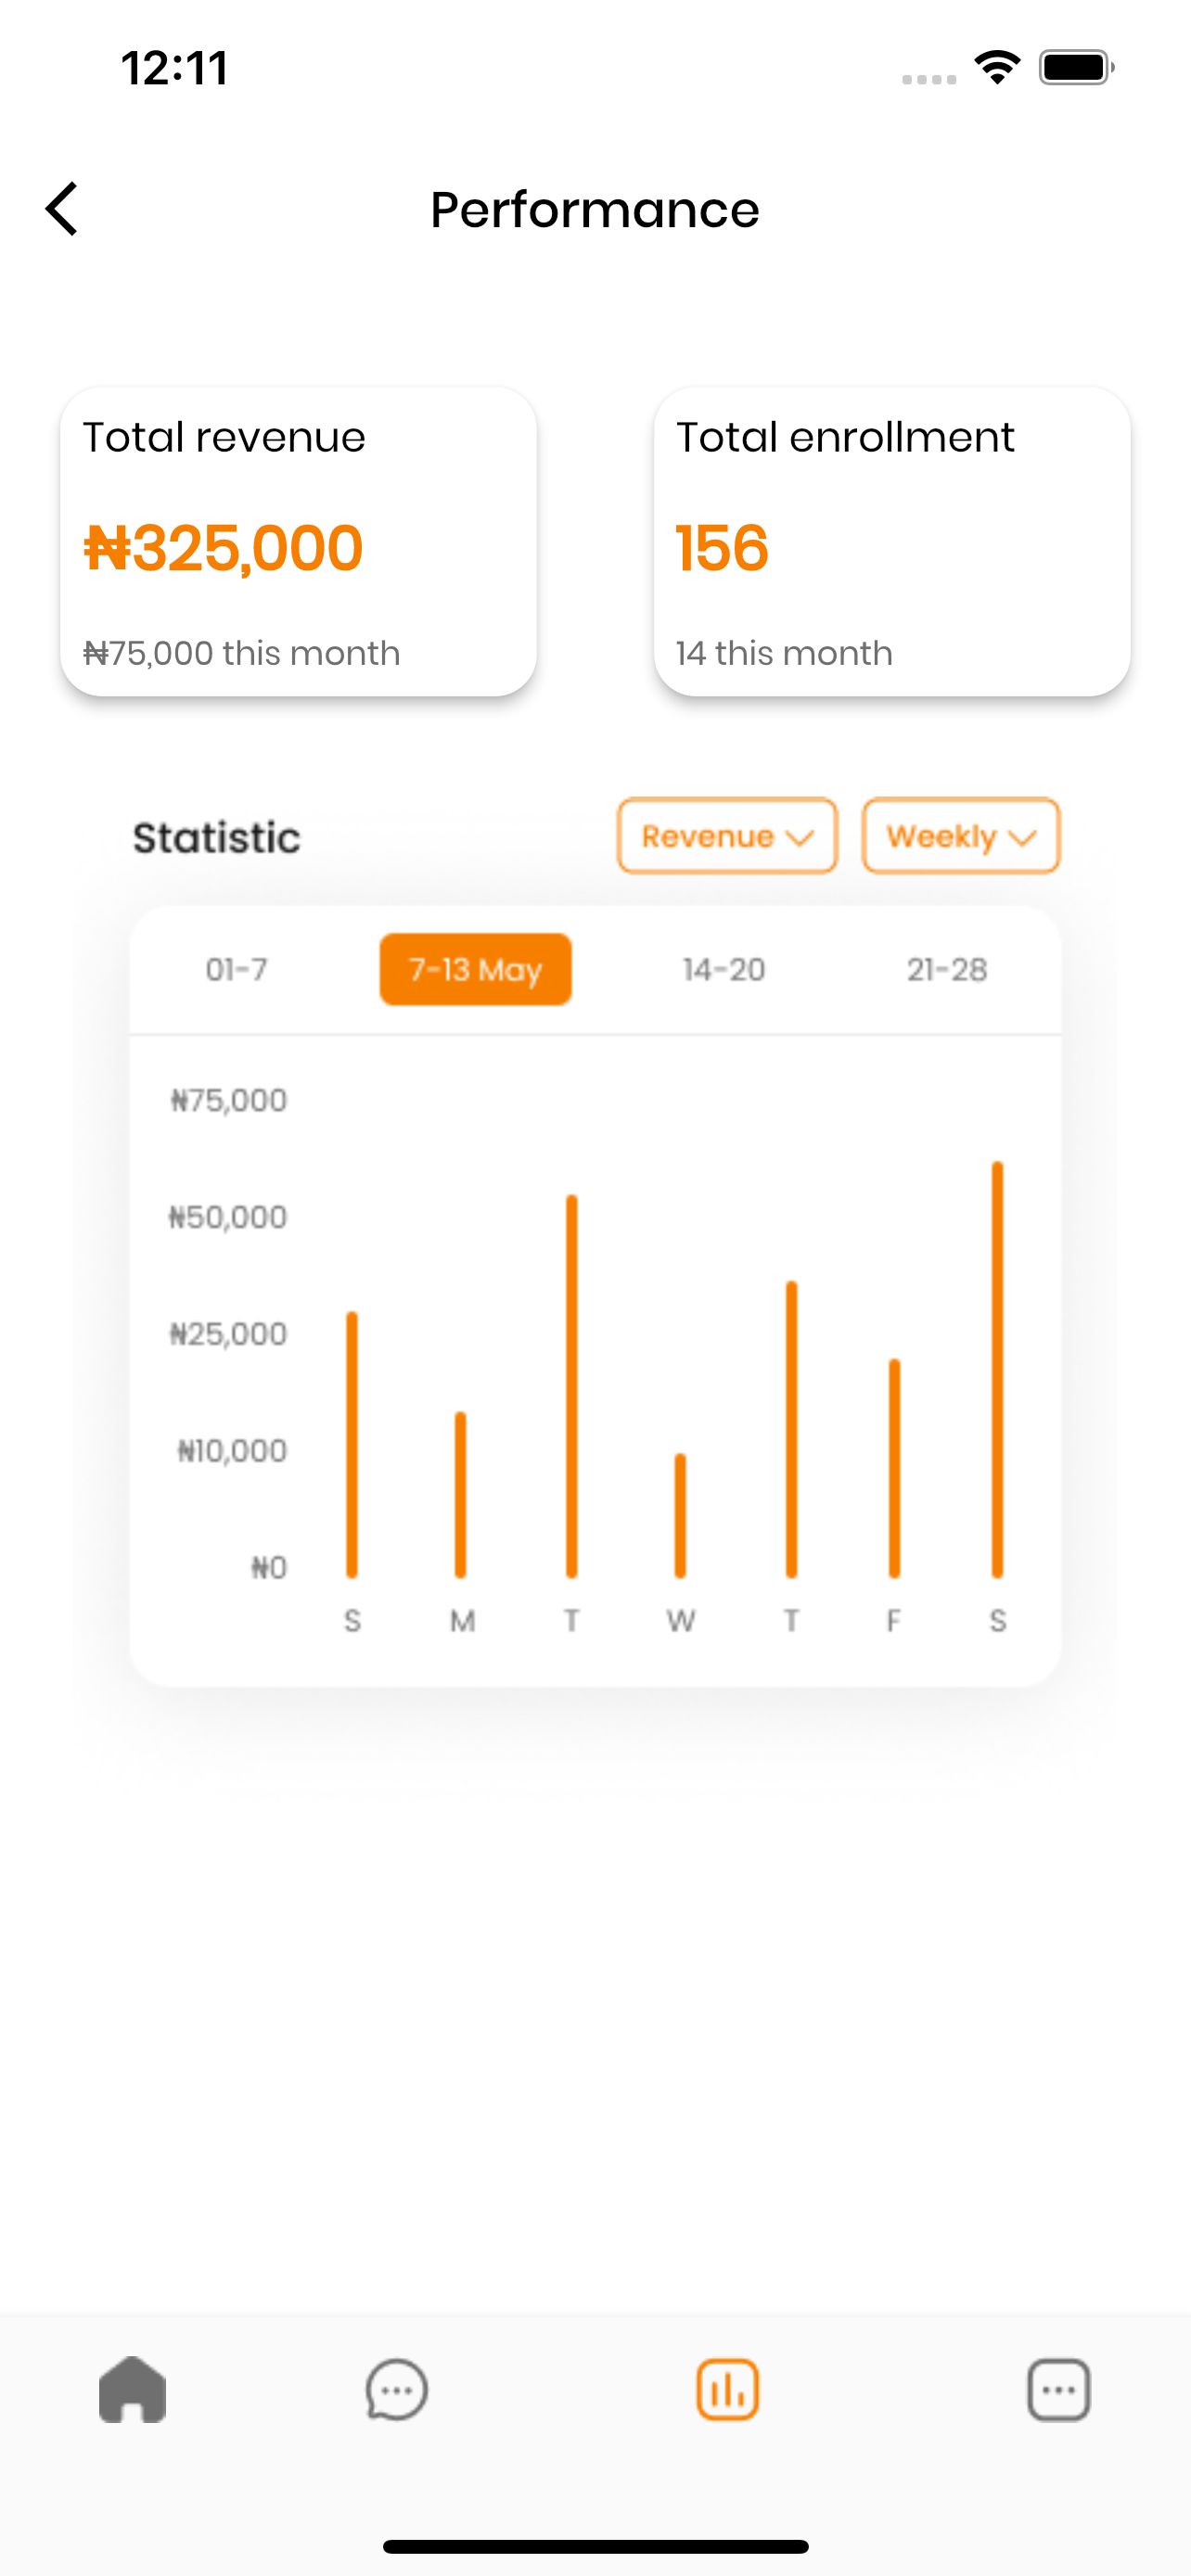 12:11
Performance
Total revenue
₦325,000
₦75,000 this month
Total enrollment
156
14 this month
Statistic
Revenue
Weekly
01-7
7-13 May
14-20
21-28
₦75,000
₦50,000
₦25,000
₦10,000
₦0
S M T W T F S